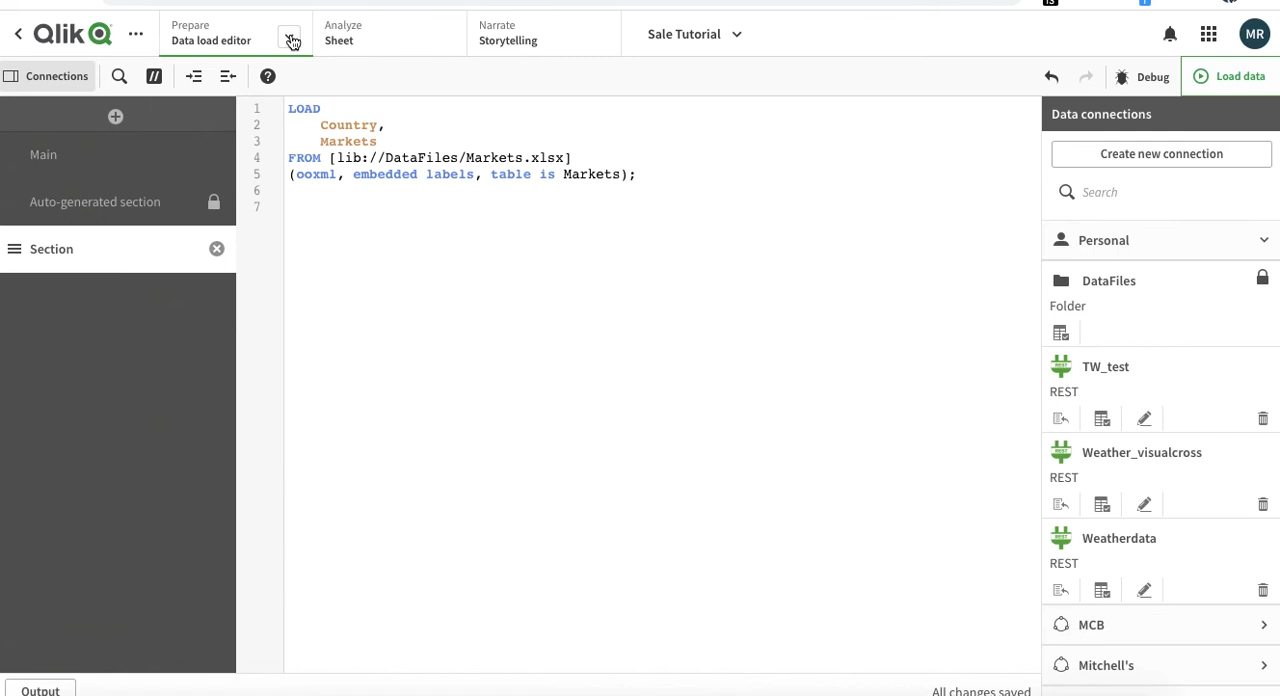 Qlik
Prepare
Data load editor
Analyze
Sheet
Narrate
Storytelling
Sale Tutorial
MR
Connections
//
?
Debug
Load data
Main
Auto-generated section
Section
1 LOAD
2 Country,
3 Markets
4 FROM [lib://DataFiles/Markets.xlsx]
5 (ooxml, embedded labels, table is Markets);
6
7
Data connections
Create new connection
Search
Personal
DataFiles
Folder
TW_test
REST
Weather_visualcross
REST
Weatherdata
REST
MCB
Mitchell's
Output
All changes saved